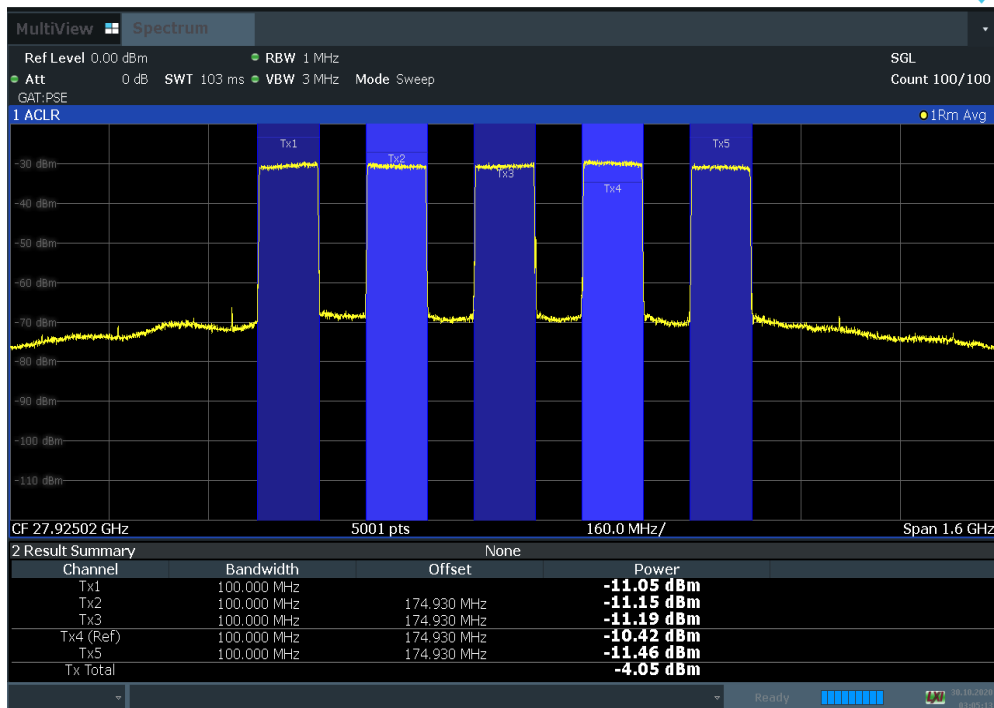 MultiView Spectrum
Ref Level 0.00 dBm RBW 1 MHz SGL
Att 0 dB SWT 103 ms VBW 3 MHz Mode Sweep Count 100/100
GAT:PSE
1 ACLR 1Rm Avg
Tx1 Tx2 Tx3 Tx4 Tx5
-30 dBm
-40 dBm
-50 dBm
-60 dBm
-70 dBm
-80 dBm
-90 dBm
-100 dBm
-110 dBm
CF 27.92502 GHz 5001 pts 160.0 MHz/ Span 1.6 GHz
2 Result Summary None
Channel Bandwidth Offset Power
Tx1 100.000 MHz -11.05 dBm
Tx2 100.000 MHz 174.930 MHz -11.15 dBm
Tx3 100.000 MHz 174.930 MHz -11.19 dBm
Tx4 (Ref) 100.000 MHz 174.930 MHz -10.42 dBm
Tx5 100.000 MHz 174.930 MHz -11.46 dBm
Tx Total -4.05 dBm
Ready 30.10.2020
03:05:13